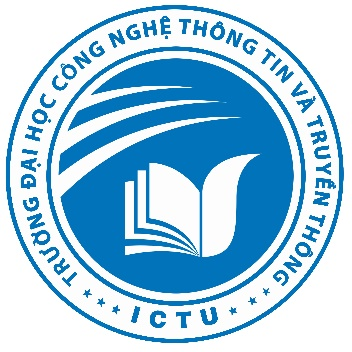 TRƯỜNG ĐẠI HỌC CÔNG NGHỆ THÔNG TIN VÀ TRUYỀN THÔNG
ICTU